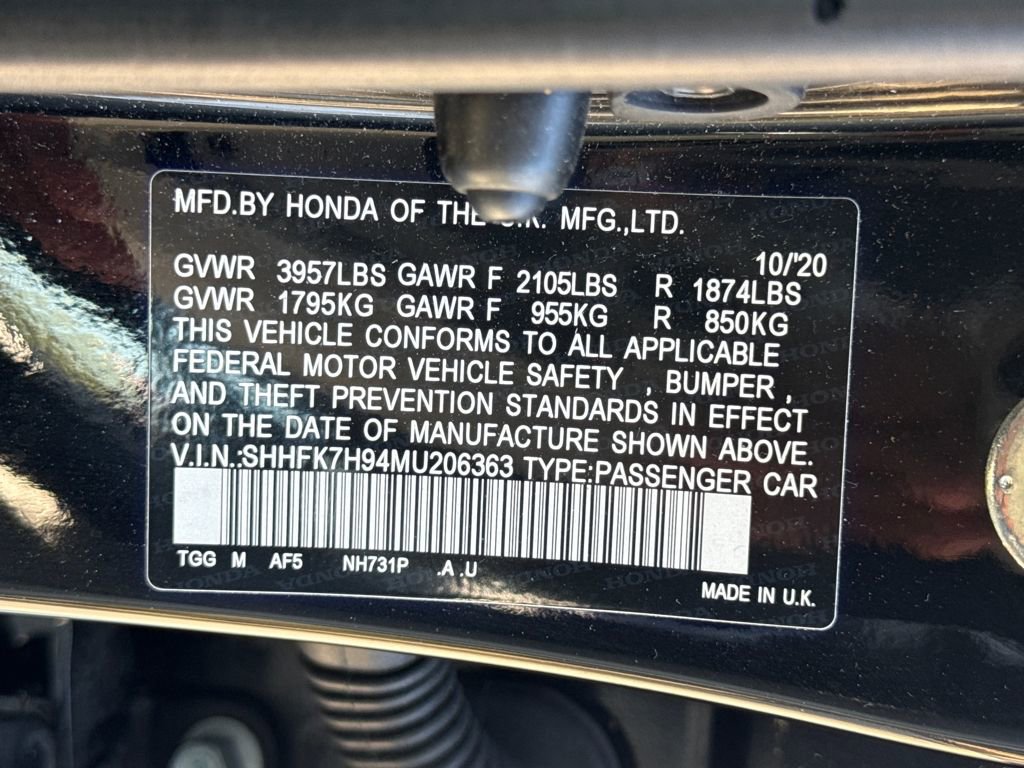 MFD.BY HONDA OF THE U.K. MFG.,LTD.
10/'20
GVWR 3957LBS GAWR F 2105LBS R 1874LBS
GVWR 1795KG GAWR F 955KG R 850KG
THIS VEHICLE CONFORMS TO ALL APPLICABLE
FEDERAL MOTOR VEHICLE SAFETY , BUMPER ,
AND THEFT PREVENTION STANDARDS IN EFFECT
ON THE DATE OF MANUFACTURE SHOWN ABOVE.
V.I.N.:SHHFK7H94MU206363 TYPE:PASSENGER CAR
TGG M AF5 NH731P .A .U
MADE IN U.K.